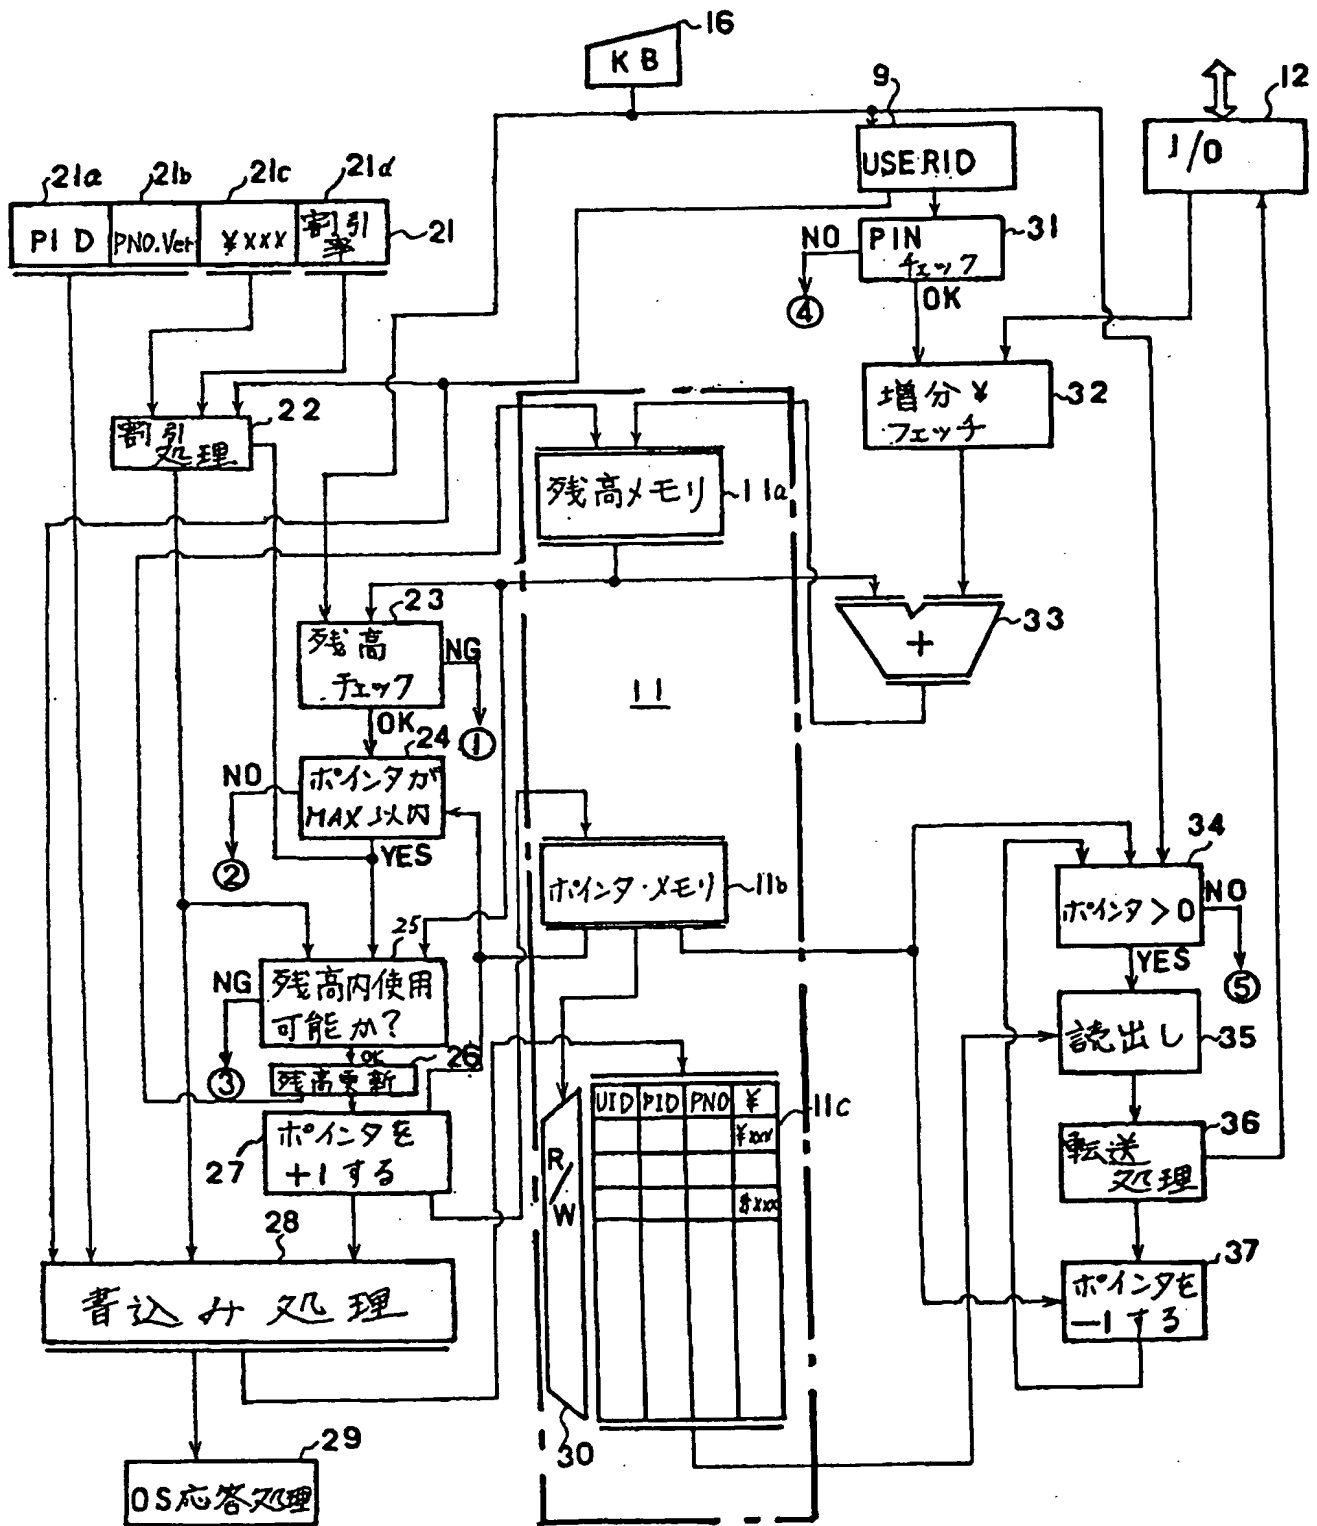 16
KB
9
12
USERID
I/O
21a
21b
21c
21d
PID
PNO.Ver
¥xxx
割引
率
21
NO
PIN
チェック
31
④
OK
増分 ¥
フェッチ
32
割引
処理
22
残高メモリ
11a
23
残高
チェック
NG
①
33
+
11
OK
24
NO
ポインタが
MAX以内
②
YES
ポインタ・メモリ
11b
34
ポインタ>0
NO
⑤
YES
25
NG
残高内使用
可能か?
③
OK
26
残高更新
読出し
35
27
ポインタを
+1する
R/W
UID
PID
PNO
¥
¥xxx
$xxx
11c
転送
処理
36
28
書込み処理
37
ポインタを
-1する
30
29
OS応答処理